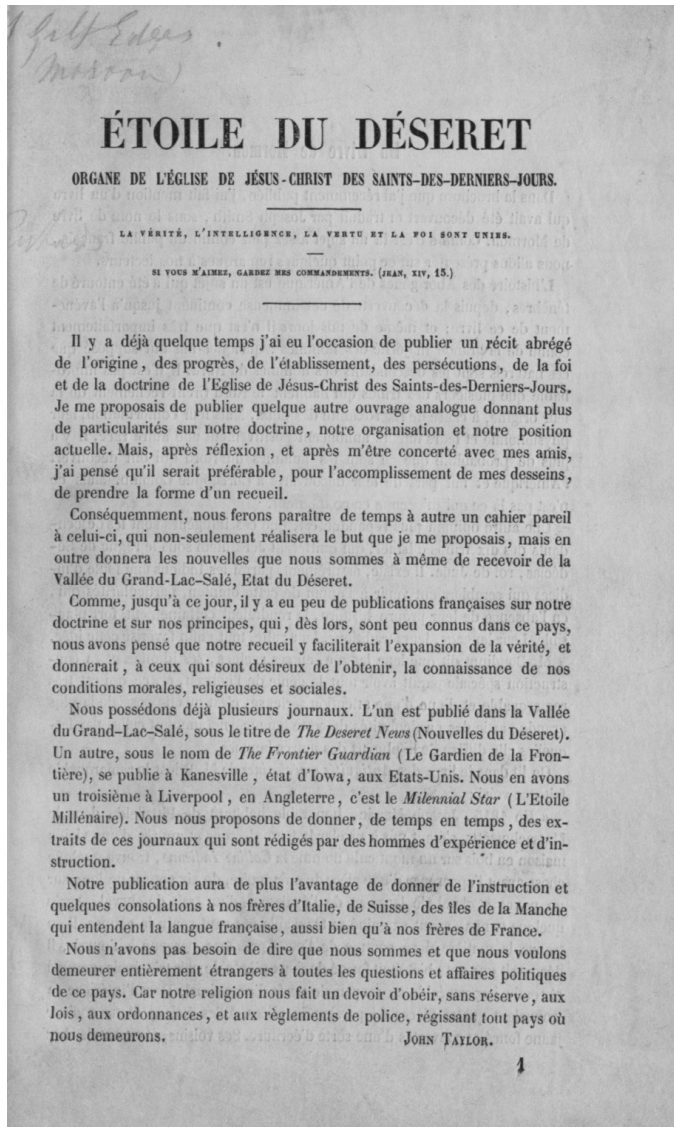 Gilt Edges
Maroon)
ÉTOILE DU DÉSERET
ORGANE DE L'ÉGLISE DE JÉSUS-CHRIST DES SAINTS-DES-DERNIERS-JOURS.
LA VÉRITÉ, L'INTELLIGENCE, LA VERTU ET LA FOI SONT UNIES.
SI VOUS M'AIMEZ, GARDEZ MES COMMANDEMENTS. (JEAN, XIV, 15.)
Il y a déjà quelque temps j'ai eu l'occasion de publier un récit abrégé
de l'origine, des progrès, de l'établissement, des persécutions, de la foi
et de la doctrine de l'Eglise de Jésus-Christ des Saints-des-Derniers-Jours.
Je me proposais de publier quelque autre ouvrage analogue donnant plus
de particularités sur notre doctrine, notre organisation et notre position
actuelle. Mais, après réflexion, et après m'être concerté avec mes amis,
j'ai pensé qu'il serait préférable, pour l'accomplissement de mes desseins,
de prendre la forme d'un recueil.
Conséquemment, nous ferons paraître de temps à autre un cahier pareil
à celui-ci, qui non-seulement réalisera le but que je me proposais, mais en
outre donnera les nouvelles que nous sommes à même de recevoir de la
Vallée du Grand-Lac-Salé, Etat du Déseret.
Comme, jusqu'à ce jour, il y a eu peu de publications françaises sur notre
doctrine et sur nos principes, qui, dès lors, sont peu connus dans ce pays,
nous avons pensé que notre recueil y faciliterait l'expansion de la vérité, et
donnerait, à ceux qui sont désireux de l'obtenir, la connaissance de nos
conditions morales, religieuses et sociales.
Nous possédons déjà plusieurs journaux. L'un est publié dans la Vallée
du Grand-Lac-Salé, sous le titre de The Deseret News (Nouvelles du Déseret).
Un autre, sous le nom de The Frontier Guardian (Le Gardien de la Fron-
tière), se publie à Kanesville, état d'Iowa, aux Etats-Unis. Nous en avons
un troisième à Liverpool, en Angleterre, c'est le Milennial Star (L'Etoile
Millénaire). Nous nous proposons de donner, de temps en temps, des ex-
traits de ces journaux qui sont rédigés par des hommes d'expérience et d'in-
struction.
Notre publication aura de plus l'avantage de donner de l'instruction et
quelques consolations à nos frères d'Italie, de Suisse, des îles de la Manche
qui entendent la langue française, aussi bien qu'à nos frères de France.
Nous n'avons pas besoin de dire que nous sommes et que nous voulons
demeurer entièrement étrangers à toutes les questions et affaires politiques
de ce pays. Car notre religion nous fait un devoir d'obéir, sans réserve, aux
lois, aux ordonnances, et aux règlements de police, régissant tout pays où
nous demeurons. JOHN TAYLOR.
1